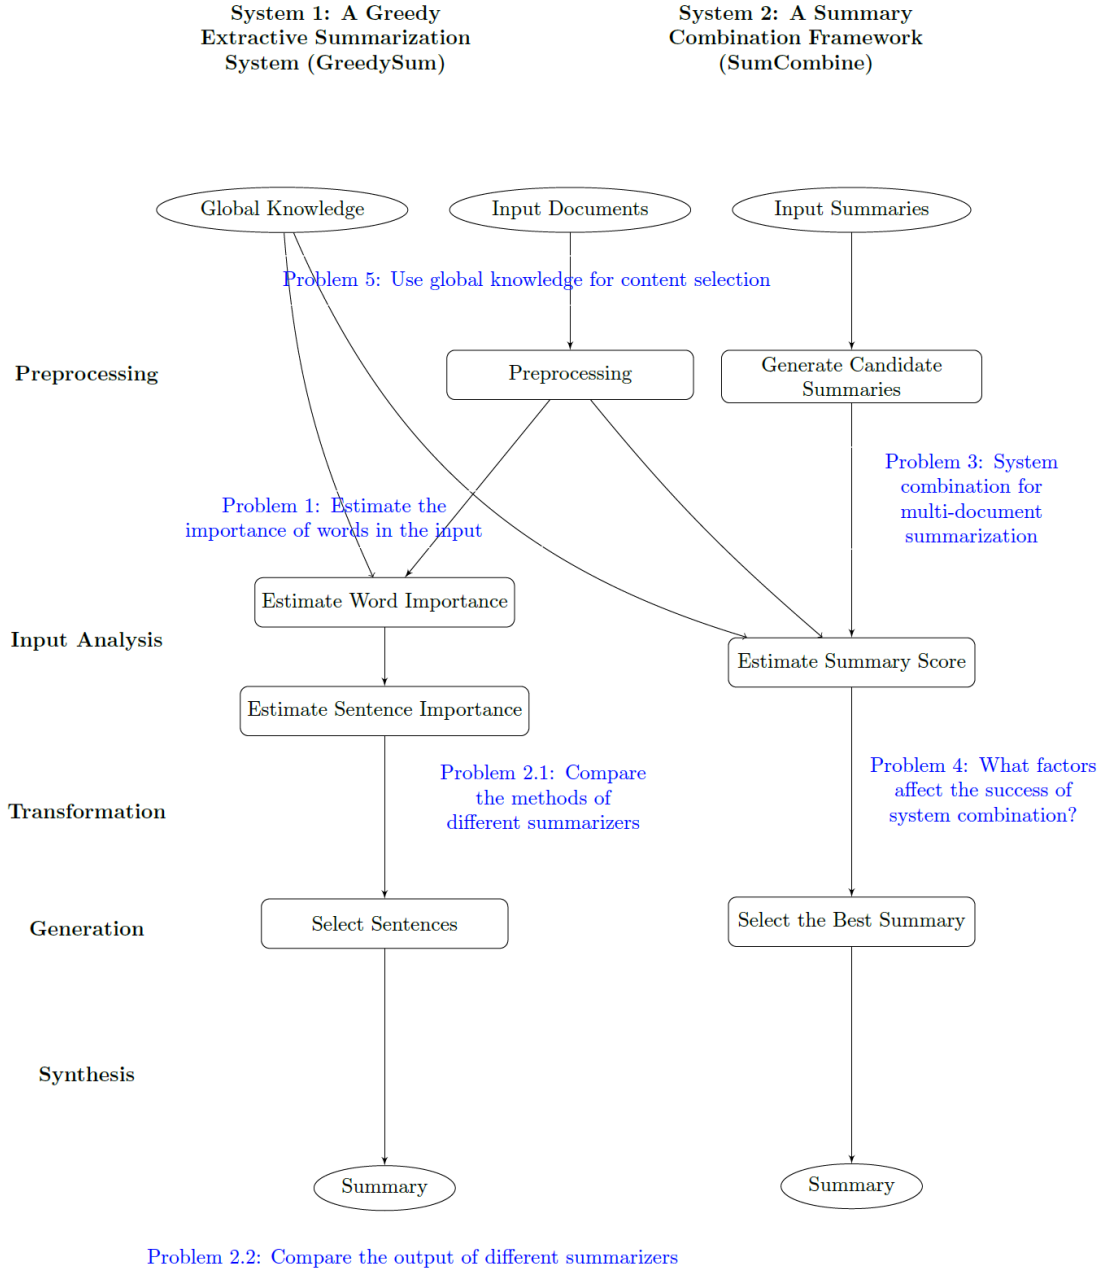 System 1: A Greedy
Extractive Summarization
System (GreedySum)
System 2: A Summary
Combination Framework
(SumCombine)
Global Knowledge
Input Documents
Input Summaries
Problem 5: Use global knowledge for content selection
Preprocessing
Preprocessing
Generate Candidate
Summaries
Problem 3: System
combination for
multi-document
summarization
Problem 1: Estimate the
importance of words in the input
Estimate Word Importance
Input Analysis
Estimate Summary Score
Estimate Sentence Importance
Problem 2.1: Compare
the methods of
different summarizers
Problem 4: What factors
affect the success of
system combination?
Transformation
Generation
Select Sentences
Select the Best Summary
Synthesis
Summary
Summary
Problem 2.2: Compare the output of different summarizers